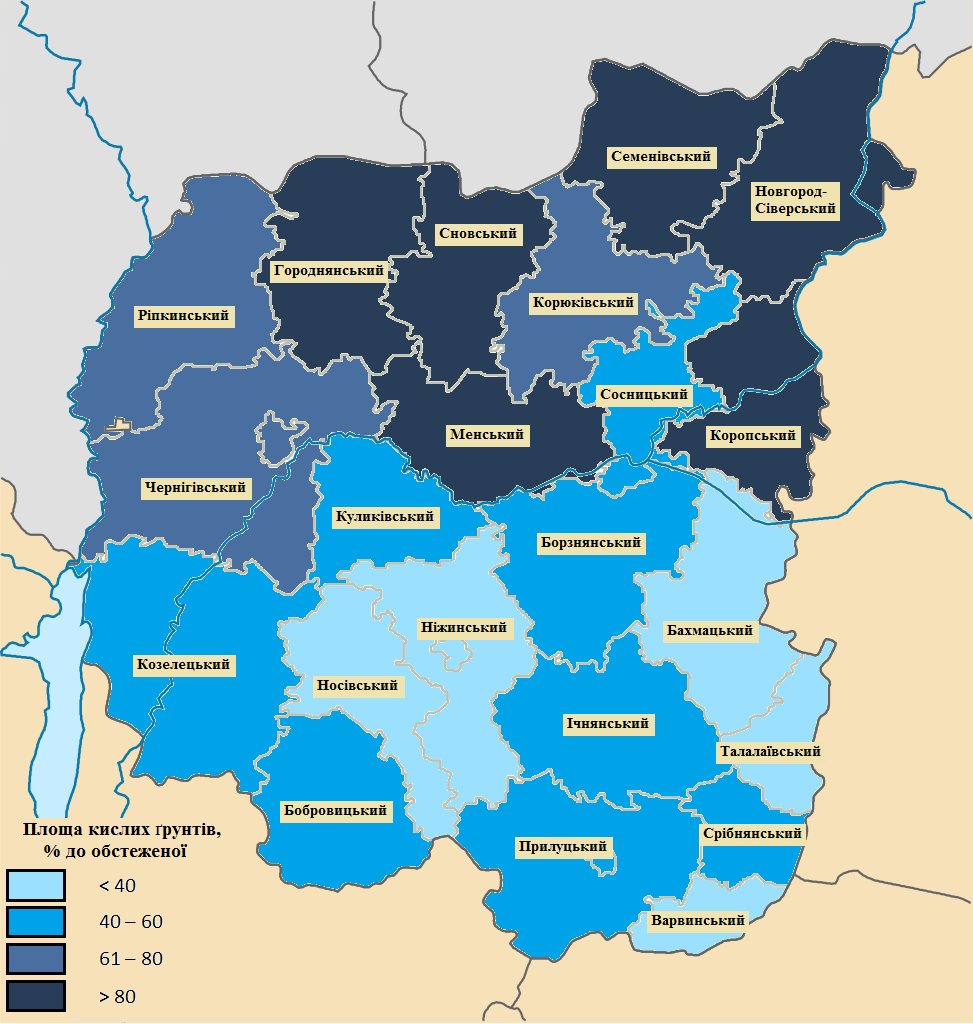 Семенівський
Новгород-
Сіверський
Сновський
Городнянський
Корюківський
Ріпкинський
Сосницький
Менський
Коропський
Чернігівський
Куликівський
Борзнянський
Ніжинський
Бахмацький
Козелецький
Носівський
Ічнянський
Талалаївський
Бобровицький
Срібнянський
Прилуцький
Варвинський
Площа кислих ґрунтів,
% до обстеженої
< 40
40 – 60
61 – 80
> 80